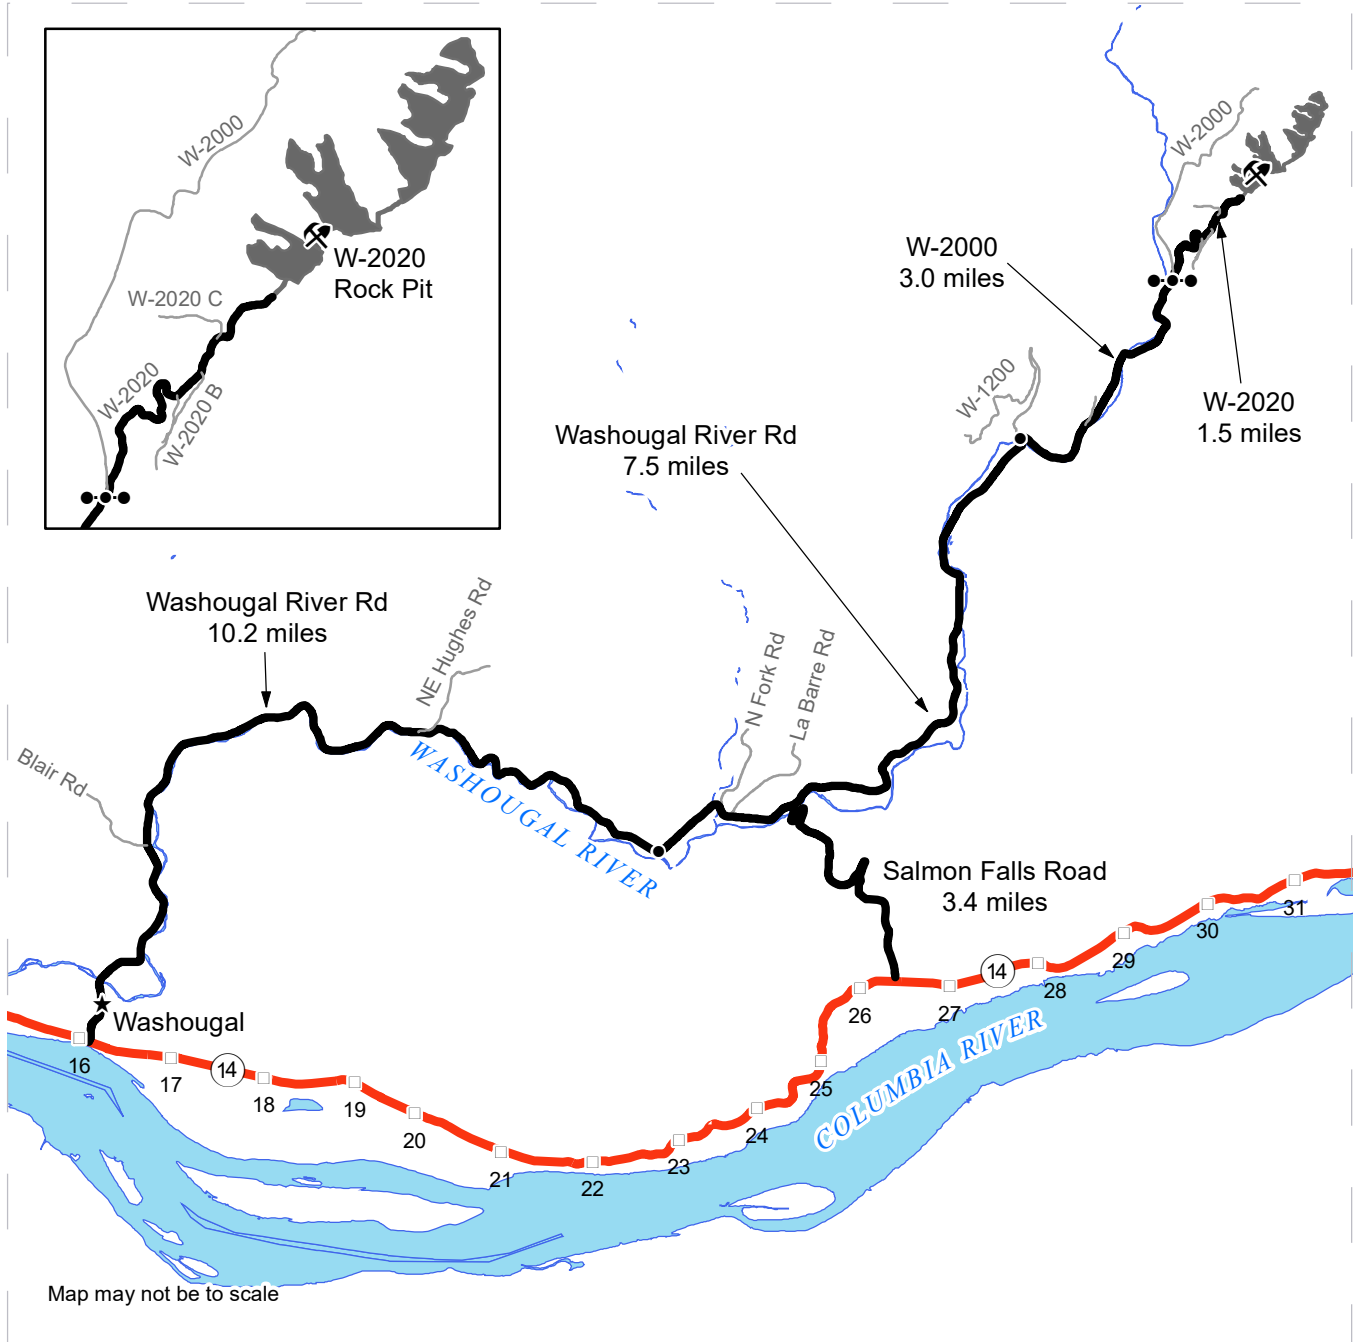 W-2000
W-2020
Rock Pit
W-2020 C
W-2020
W-2020 B
W-2000
W-2000
3.0 miles
W-1200
W-2020
1.5 miles
Washougal River Rd
7.5 miles
Washougal River Rd
10.2 miles
NE Hughes Rd
N Fork Rd
La Barre Rd
Blair Rd
WASHOUGAL RIVER
Salmon Falls Road
3.4 miles
Washougal
16
17
14
18
19
20
21
22
23
24
25
26
27
14
28
29
30
31
COLUMBIA RIVER
Map may not be to scale